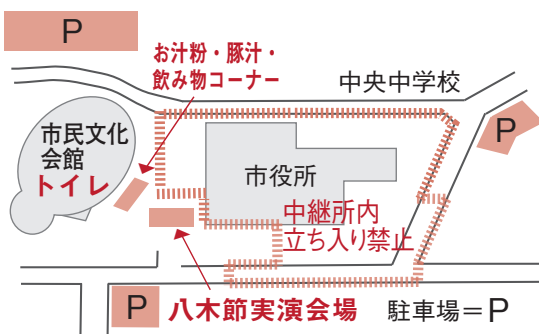 P
お汁粉・豚汁・
飲み物コーナー
中央中学校
P
市民文化
会館
トイレ
市役所
中継所内
立ち入り禁止
P
八木節実演会場
駐車場＝P